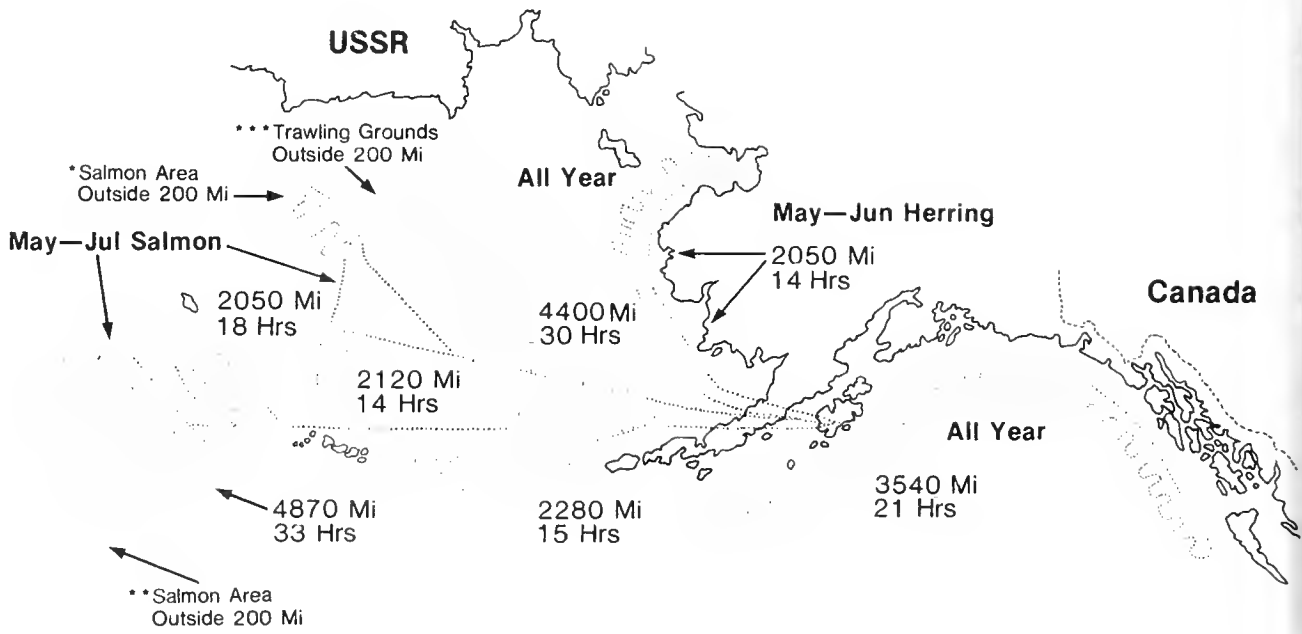 USSR
***Trawling Grounds
Outside 200 Mi
*Salmon Area
Outside 200 Mi
All Year
May—Jun Herring
2050 Mi
14 Hrs
May—Jul Salmon
2050 Mi
18 Hrs
4400 Mi
30 Hrs
Canada
2120 Mi
14 Hrs
All Year
4870 Mi
33 Hrs
2280 Mi
15 Hrs
3540 Mi
21 Hrs
**Salmon Area
Outside 200 Mi